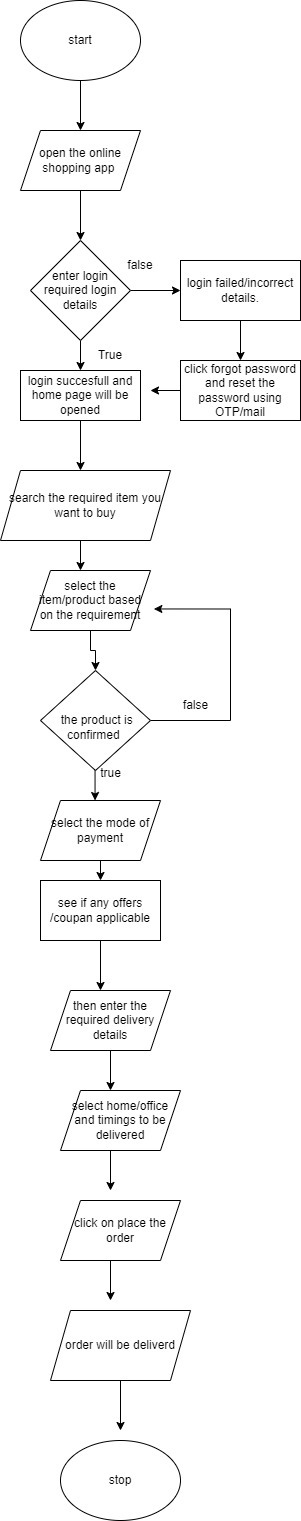 start
open the online
shopping app
enter login
required login
details
false
login failed/incorrect
details.
True
click forgot password
and reset the
password using
OTP/mail
login succesfull and
home page will be
opened
search the required item you
want to buy
select the
item/product based
on the requirement
the product is
confirmed
false
true
select the mode of
payment
see if any offers
/coupan applicable
then enter the
required delivery
details
select home/office
and timings to be
delivered
click on place the
order
order will be deliverd
stop